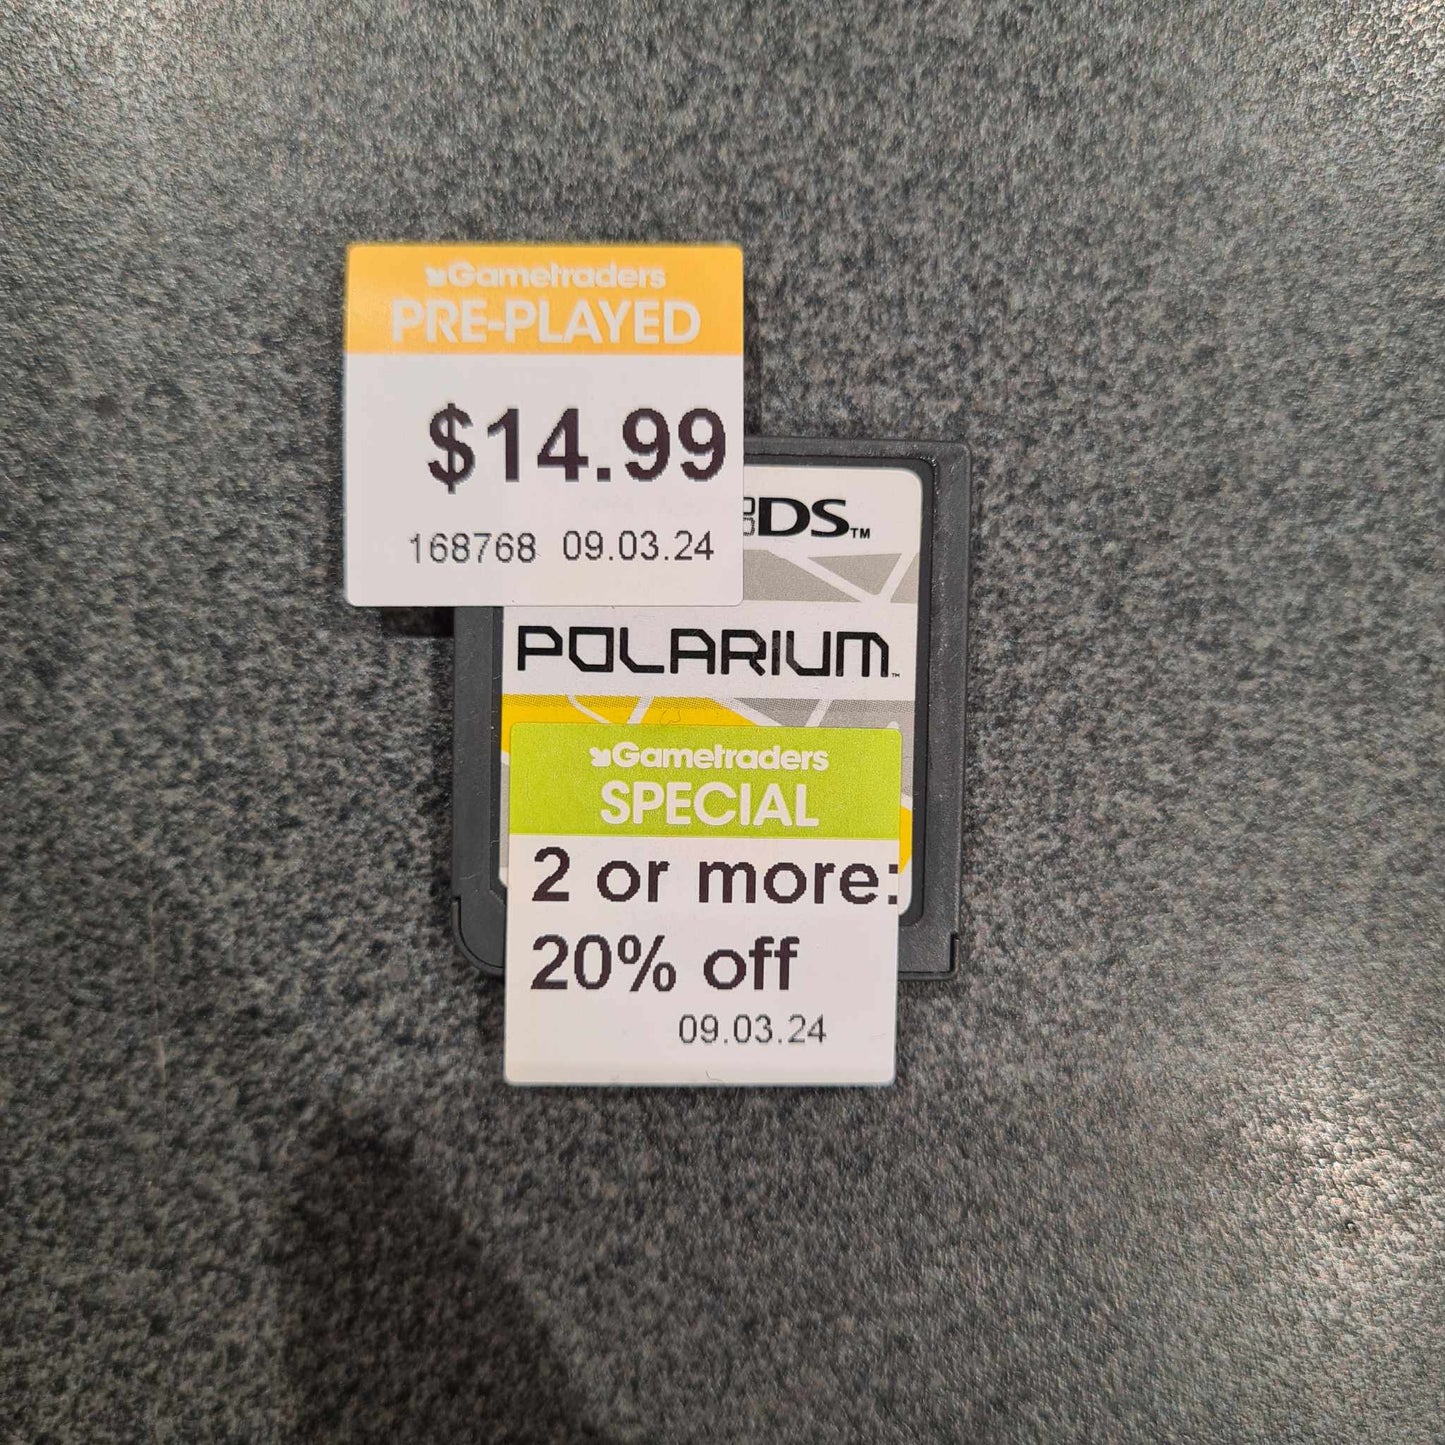 Gametraders
PRE-PLAYED
$14.99
168768 09.03.24
DS™
POLARIUM™
Gametraders
SPECIAL
2 or more:
20% off
09.03.24